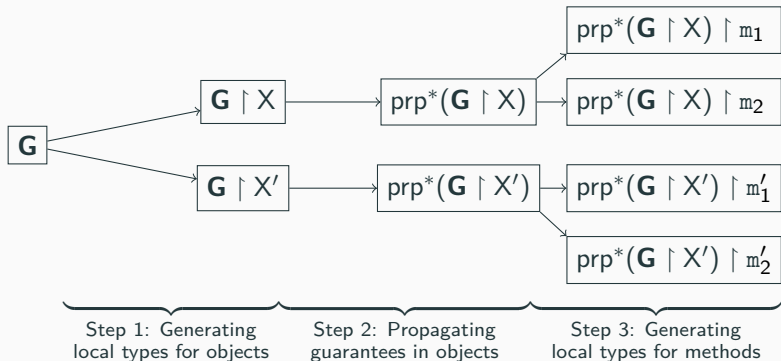 prp*(G ↾ X) ↾ m₁
G ↾ X
prp*(G ↾ X)
prp*(G ↾ X) ↾ m₂
G
G ↾ X′
prp*(G ↾ X′)
prp*(G ↾ X′) ↾ m′₁
prp*(G ↾ X′) ↾ m′₂
Step 1: Generating
local types for objects
Step 2: Propagating
guarantees in objects
Step 3: Generating
local types for methods